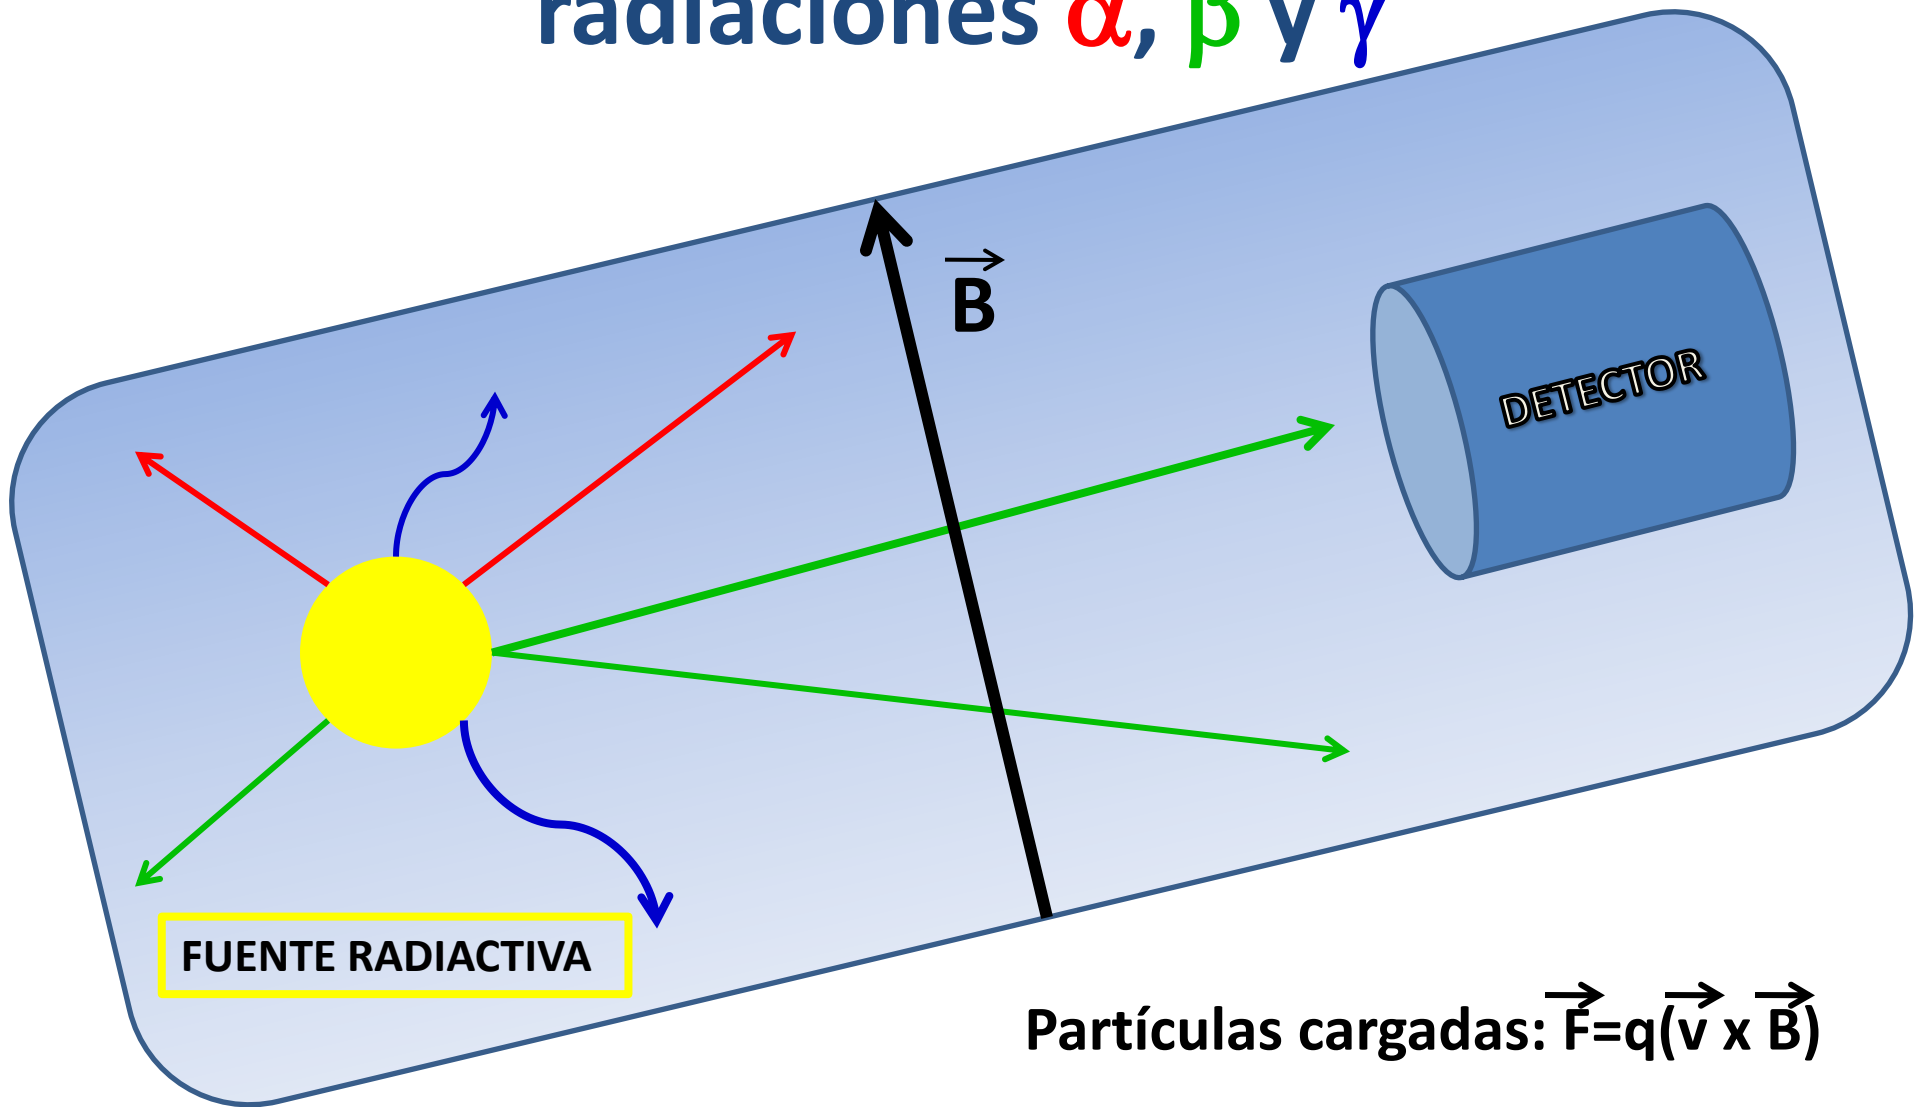 radiaciones α, β y γ
B
DETECTOR
FUENTE RADIACTIVA
Partículas cargadas: F=q(v x B)